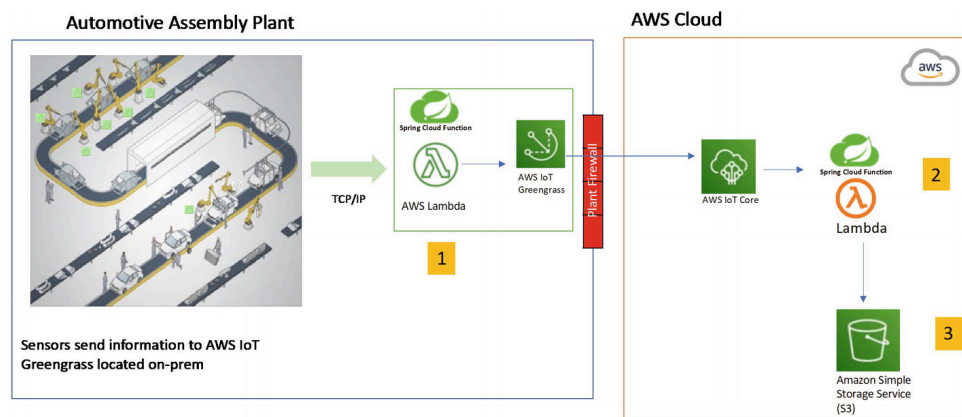 Automotive Assembly Plant
AWS Cloud
aws
Spring Cloud Function
AWS Lambda
AWS IoT
Greengrass
Plant Firewall
TCP/IP
1
AWS IoT Core
Spring Cloud Function
Lambda
2
3
Amazon Simple
Storage Service
(S3)
Sensors send information to AWS IoT
Greengrass located on-prem